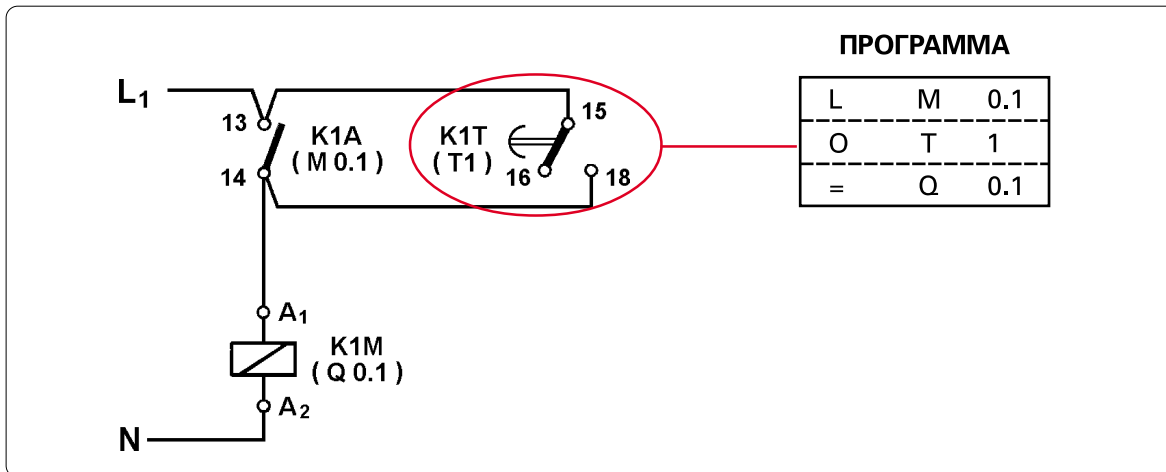 ПРОГРАММА
L M 0.1
O T 1
= Q 0.1
L1
13
K1A
( M 0.1 )
14
K1T
( T1 )
15
16
18
A1
K1M
( Q 0.1 )
A2
N